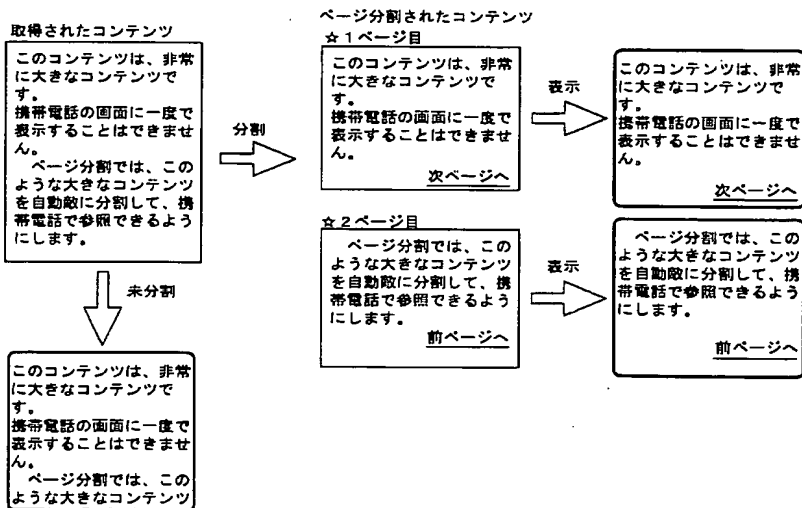 取得されたコンテンツ
このコンテンツは、非常
に大きなコンテンツで
す。
携帯電話の画面に一度で
表示することはできませ
ん。
　ページ分割では、この
ような大きなコンテンツ
を自動敵に分割して、携
帯電話で参照できるよう
にします。
分割
未分割
このコンテンツは、非常
に大きなコンテンツで
す。
携帯電話の画面に一度で
表示することはできませ
ん。
　ページ分割では、この
ような大きなコンテンツ
ページ分割されたコンテンツ
☆１ページ目
このコンテンツは、非常
に大きなコンテンツで
す。
携帯電話の画面に一度で
表示することはできませ
ん。
次ページへ
表示
このコンテンツは、非常
に大きなコンテンツで
す。
携帯電話の画面に一度で
表示することはできませ
ん。
次ページへ
☆２ページ目
　ページ分割では、この
ような大きなコンテンツ
を自動敵に分割して、携
帯電話で参照できるよう
にします。
前ページへ
表示
　ページ分割では、この
ような大きなコンテンツ
を自動敵に分割して、携
帯電話で参照できるよう
にします。
前ページへ